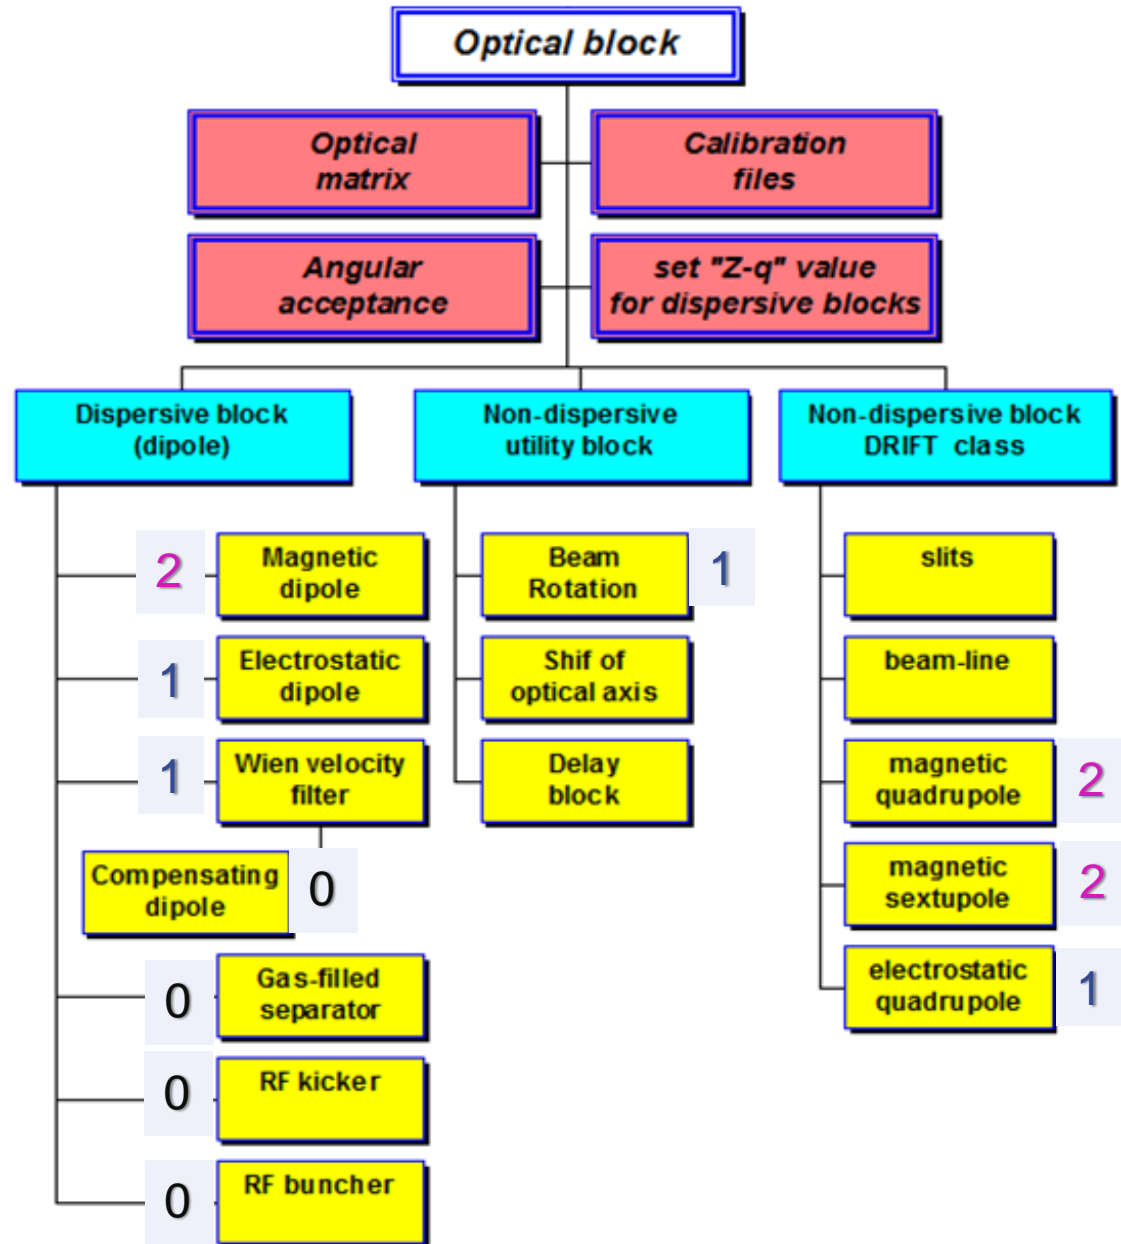 Optical block
Optical
matrix
Calibration
files
Angular
acceptance
set "Z-q" value
for dispersive blocks
Dispersive block
(dipole)
Non-dispersive
utility block
Non-dispersive block
DRIFT class
2
Magnetic
dipole
1
Electrostatic
dipole
1
Wien velocity
filter
Compensating
dipole
0
0
Gas-filled
separator
0
RF kicker
0
RF buncher
Beam
Rotation
1
Shif of
optical axis
Delay
block
slits
beam-line
magnetic
quadrupole
2
magnetic
sextupole
2
electrostatic
quadrupole
1